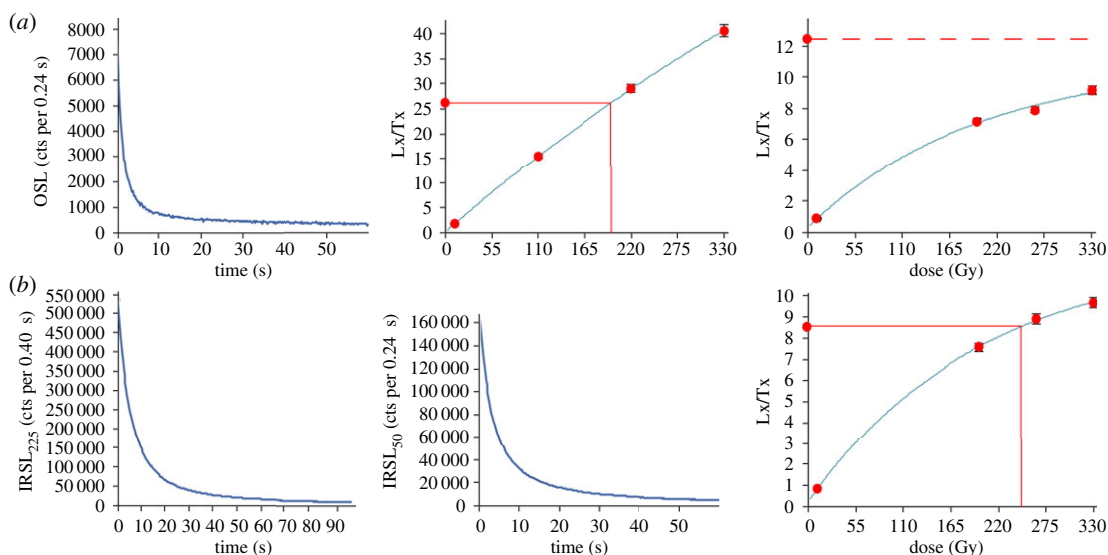 (a)
OSL (cts per 0.24 s)
8000
7000
6000
5000
4000
3000
2000
1000
0
0 10 20 30 40 50
time (s)
Lx/Tx
40
35
30
25
20
15
10
5
0
0 55 110 165 220 275 330
time (s)
Lx/Tx
12
10
8
6
4
2
0
0 55 110 165 220 275 330
dose (Gy)
(b)
IRSL225 (cts per 0.40 s)
550 000
500 000
450 000
400 000
350 000
300 000
250 000
200 000
150 000
100 000
50 000
0
0 10 20 30 40 50 60 70 80 90
time (s)
IRSL50 (cts per 0.24 s)
160 000
140 000
120 000
100 000
80 000
60 000
40 000
20 000
0
0 10 20 30 40 50
time (s)
Lx/Tx
10
9
8
7
6
5
4
3
2
1
0
0 55 110 165 220 275 330
dose (Gy)